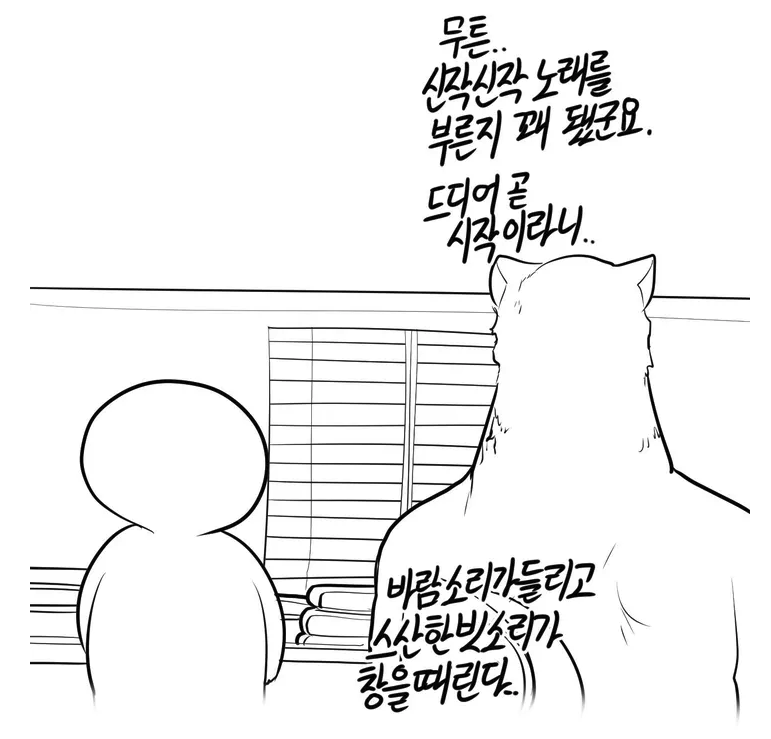 무튼..
신작신작 노래를
부른지 꽤 됐군요.
드디어 곧
시작이라니..
바람소리가들리고
스산한빗소리가
창을때린다..